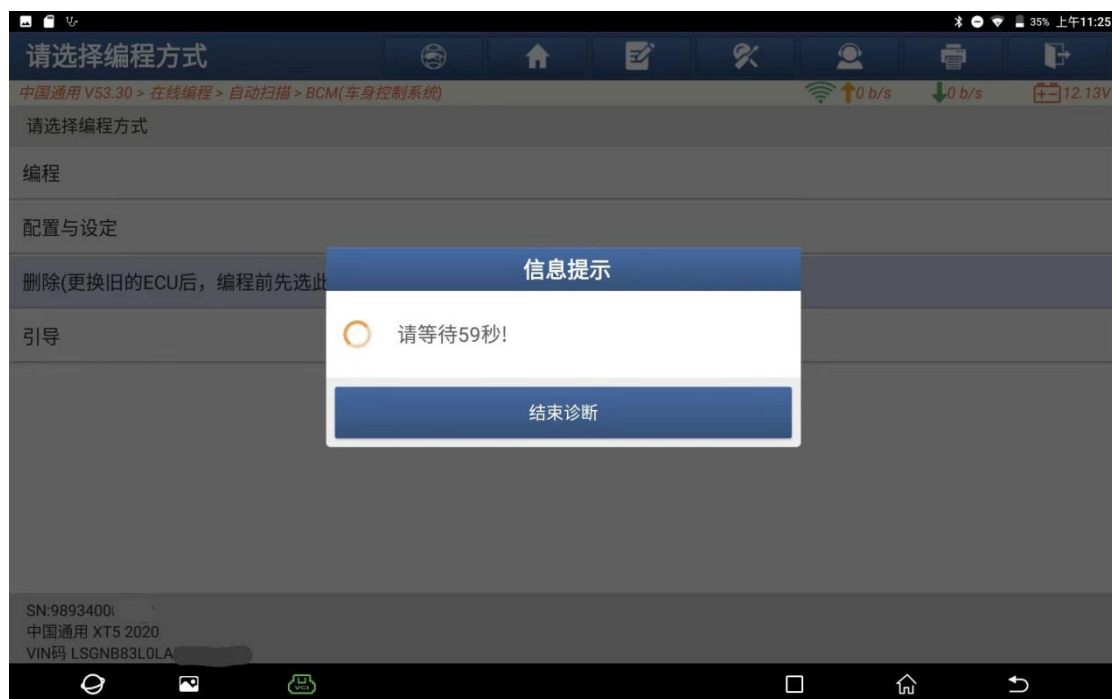 35% 上午11:25
请选择编程方式
中国通用 V53.30 > 在线编程 > 自动扫描 > BCM(车身控制系统) 0 b/s 0 b/s 12.13V
请选择编程方式
编程
配置与设定
删除(更换旧的ECU后，编程前先选此
引导
信息提示
请等待59秒!
结束诊断
SN:9893400
中国通用 XT5 2020
VIN码 LSGNB83L0LA
VCI